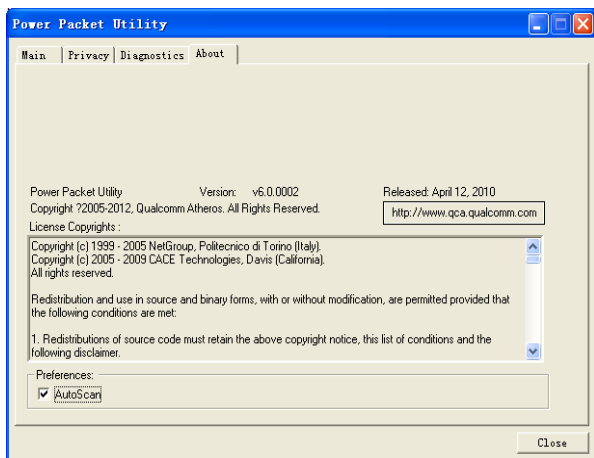 Power Packet Utility
Main Privacy Diagnostics About
Power Packet Utility Version: v6.0.0002 Released: April 12, 2010
Copyright ?2005-2012, Qualcomm Atheros. All Rights Reserved.
http://www.qca.qualcomm.com
License Copyrights :
Copyright (c) 1999 - 2005 NetGroup, Politecnico di Torino (Italy).
Copyright (c) 2005 - 2009 CACE Technologies, Davis (California).
All rights reserved.
Redistribution and use in source and binary forms, with or without modification, are permitted provided that
the following conditions are met:
1. Redistributions of source code must retain the above copyright notice, this list of conditions and the
following disclaimer.
Preferences:
AutoScan
Close